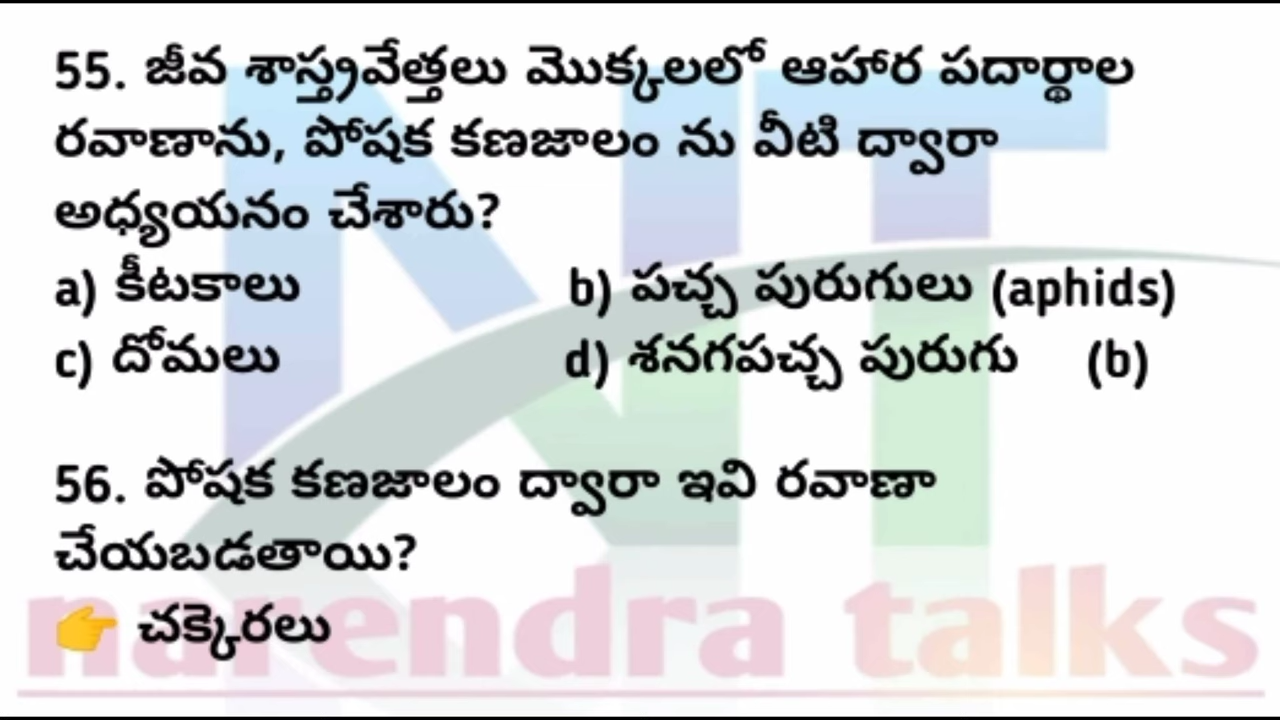 55. జీవ శాస్త్రవేత్తలు మొక్కలలో ఆహార పదార్థాల
రవాణాను, పోషక కణజాలం ను వీటి ద్వారా
అధ్యయనం చేశారు?
a) కీటకాలు b) పచ్చ పురుగులు (aphids)
c) దోమలు d) శనగపచ్చ పురుగు (b)
56. పోషక కణజాలం ద్వారా ఇవి రవాణా
చేయబడతాయి?
👉 చక్కెరలు
NT
narendra talks